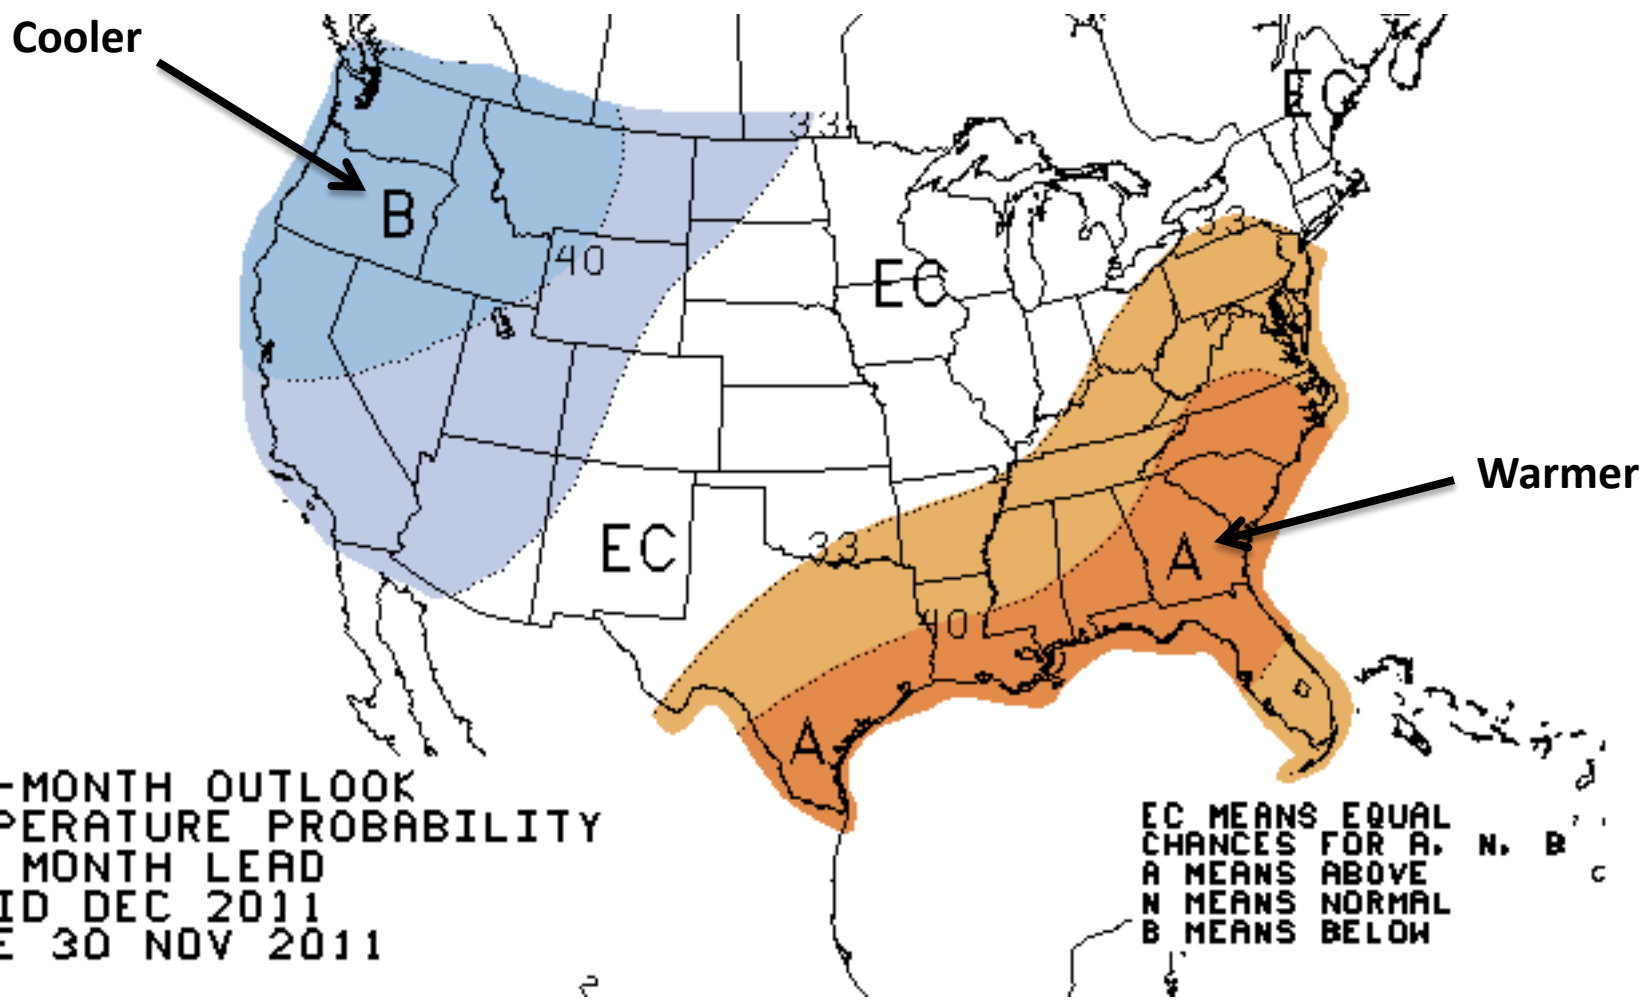 Cooler
EC
33
B
33
40
EC
Warmer
33
EC
A
40
A
-MONTH OUTLOOK
PERATURE PROBABILITY
MONTH LEAD
ID DEC 2011
E 30 NOV 2011
EC MEANS EQUAL
CHANCES FOR A, N, B
A MEANS ABOVE
N MEANS NORMAL
B MEANS BELOW